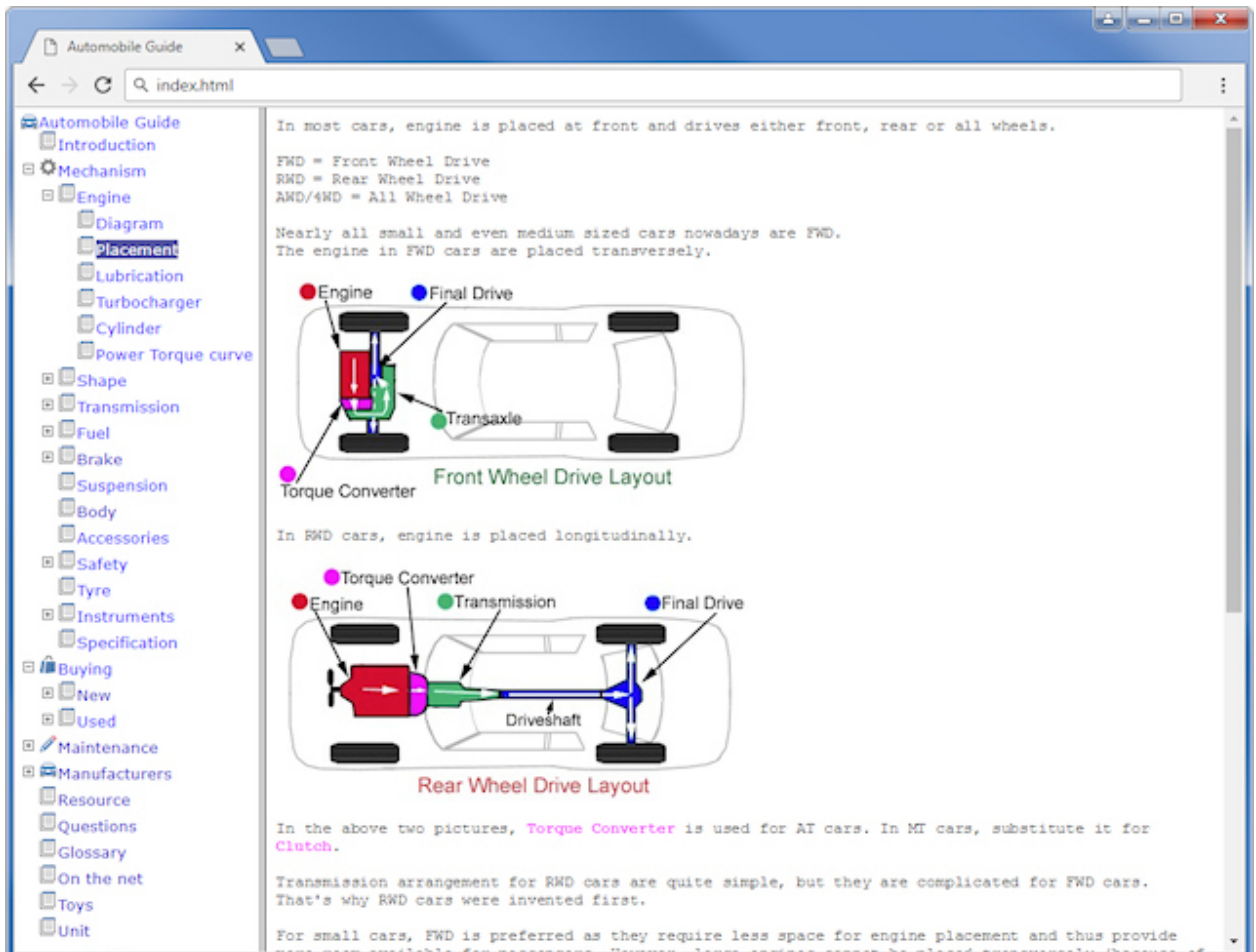 Automobile Guide
index.html
Automobile Guide
Introduction
Mechanism
Engine
Diagram
Placement
Lubrication
Turbocharger
Cylinder
Power Torque curve
Shape
Transmission
Fuel
Brake
Suspension
Body
Accessories
Safety
Tyre
Instruments
Specification
Buying
New
Used
Maintenance
Manufacturers
Resource
Questions
Glossary
On the net
Toys
Unit
In most cars, engine is placed at front and drives either front, rear or all wheels.
FWD = Front Wheel Drive
RWD = Rear Wheel Drive
AWD/4WD = All Wheel Drive
Nearly all small and even medium sized cars nowadays are FWD.
The engine in FWD cars are placed transversely.
Engine
Final Drive
Transaxle
Torque Converter
Front Wheel Drive Layout
In RWD cars, engine is placed longitudinally.
Torque Converter
Engine
Transmission
Final Drive
Driveshaft
Rear Wheel Drive Layout
In the above two pictures, Torque Converter is used for AT cars. In MT cars, substitute it for
Clutch.
Transmission arrangement for RWD cars are quite simple, but they are complicated for FWD cars.
That's why RWD cars were invented first.
For small cars, FWD is preferred as they require less space for engine placement and thus provide